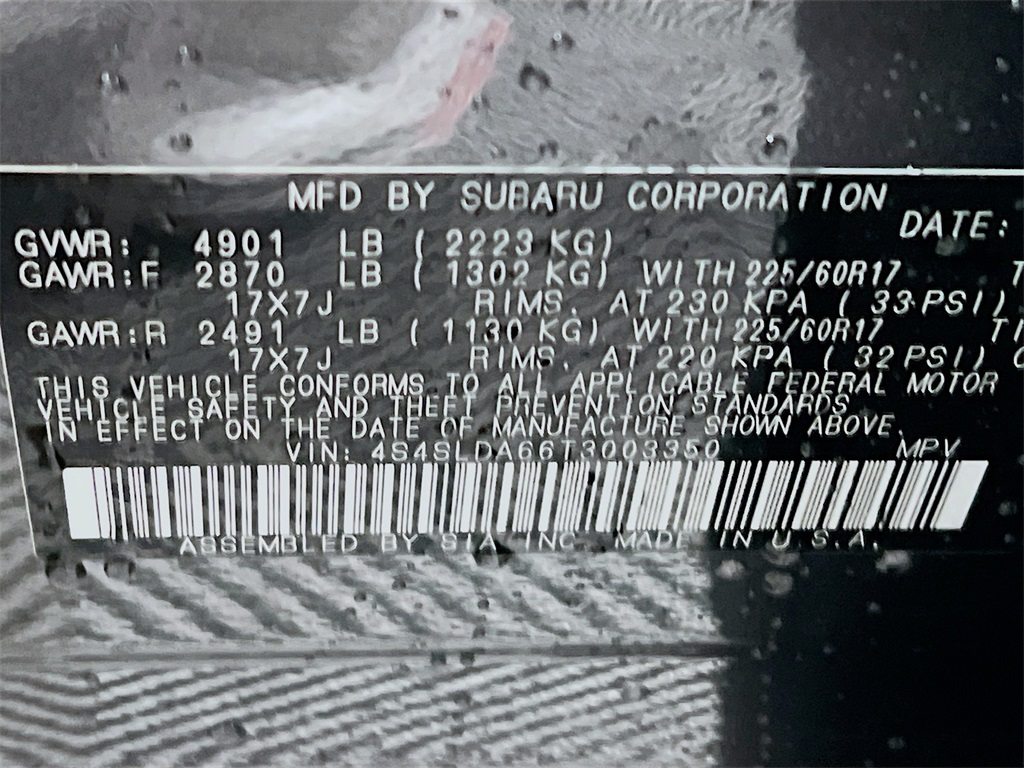 MFD BY SUBARU CORPORATION
DATE:
GVWR: 4901 LB ( 2223 KG)
GAWR:F 2870 LB ( 1302 KG) WITH 225/60R17 T
17X7J RIMS. AT 230 KPA ( 33 PSI)
GAWR:R 2491 LB ( 1130 KG) WITH 225/60R17 TI
17X7J RIMS. AT 220 KPA ( 32 PSI) C
THIS VEHICLE CONFORMS TO ALL APPLICABLE FEDERAL MOTOR
VEHICLE SAFETY AND THEFT PREVENTION STANDARDS
IN EFFECT ON THE DATE OF MANUFACTURE SHOWN ABOVE.
VIN: 4S4SLDA66T3003350 MPV
ASSEMBLED BY SIA INC. MADE IN U.S.A.